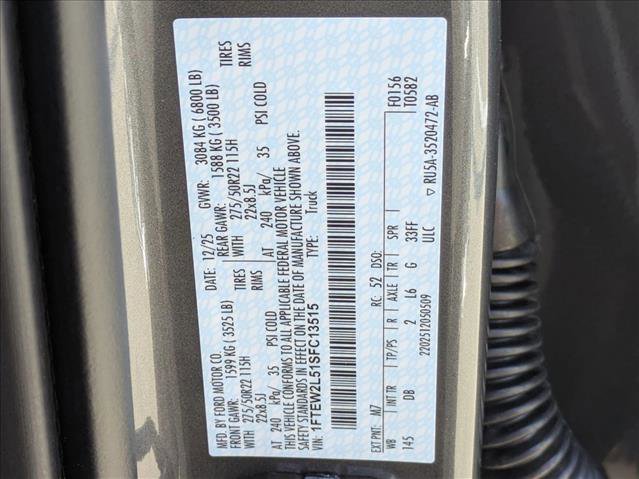 MFD. BY FORD MOTOR CO.
12/25 GVWR: 3084 KG ( 6800 LB)
FRONT GAWR: 1599 KG ( 3525 LB)
REAR GAWR: 1588 KG ( 3500 LB)
WITH 275/50R22 115H TIRES
22x8.5J RIMS
AT 240 kPa/ 35 PSI COLD
WITH 275/50R22 115H TIRES
22x8.5J RIMS
AT 240 kPa/ 35 PSI COLD
THIS VEHICLE CONFORMS TO ALL APPLICABLE FEDERAL MOTOR VEHICLE
SAFETY STANDARDS IN EFFECT ON THE DATE OF MANUFACTURE SHOWN ABOVE.
VIN: 1FTEW2L51SFC13515
TYPE: Truck
F0156
T0582
EXT PNT: M7 RC: 52 DSO:
WB INT TR TP/PS R AXLE TR SPR
145 DB 2 L6 G 33FF
ULC
2202512050509
▽ RU5A-3520472-AB